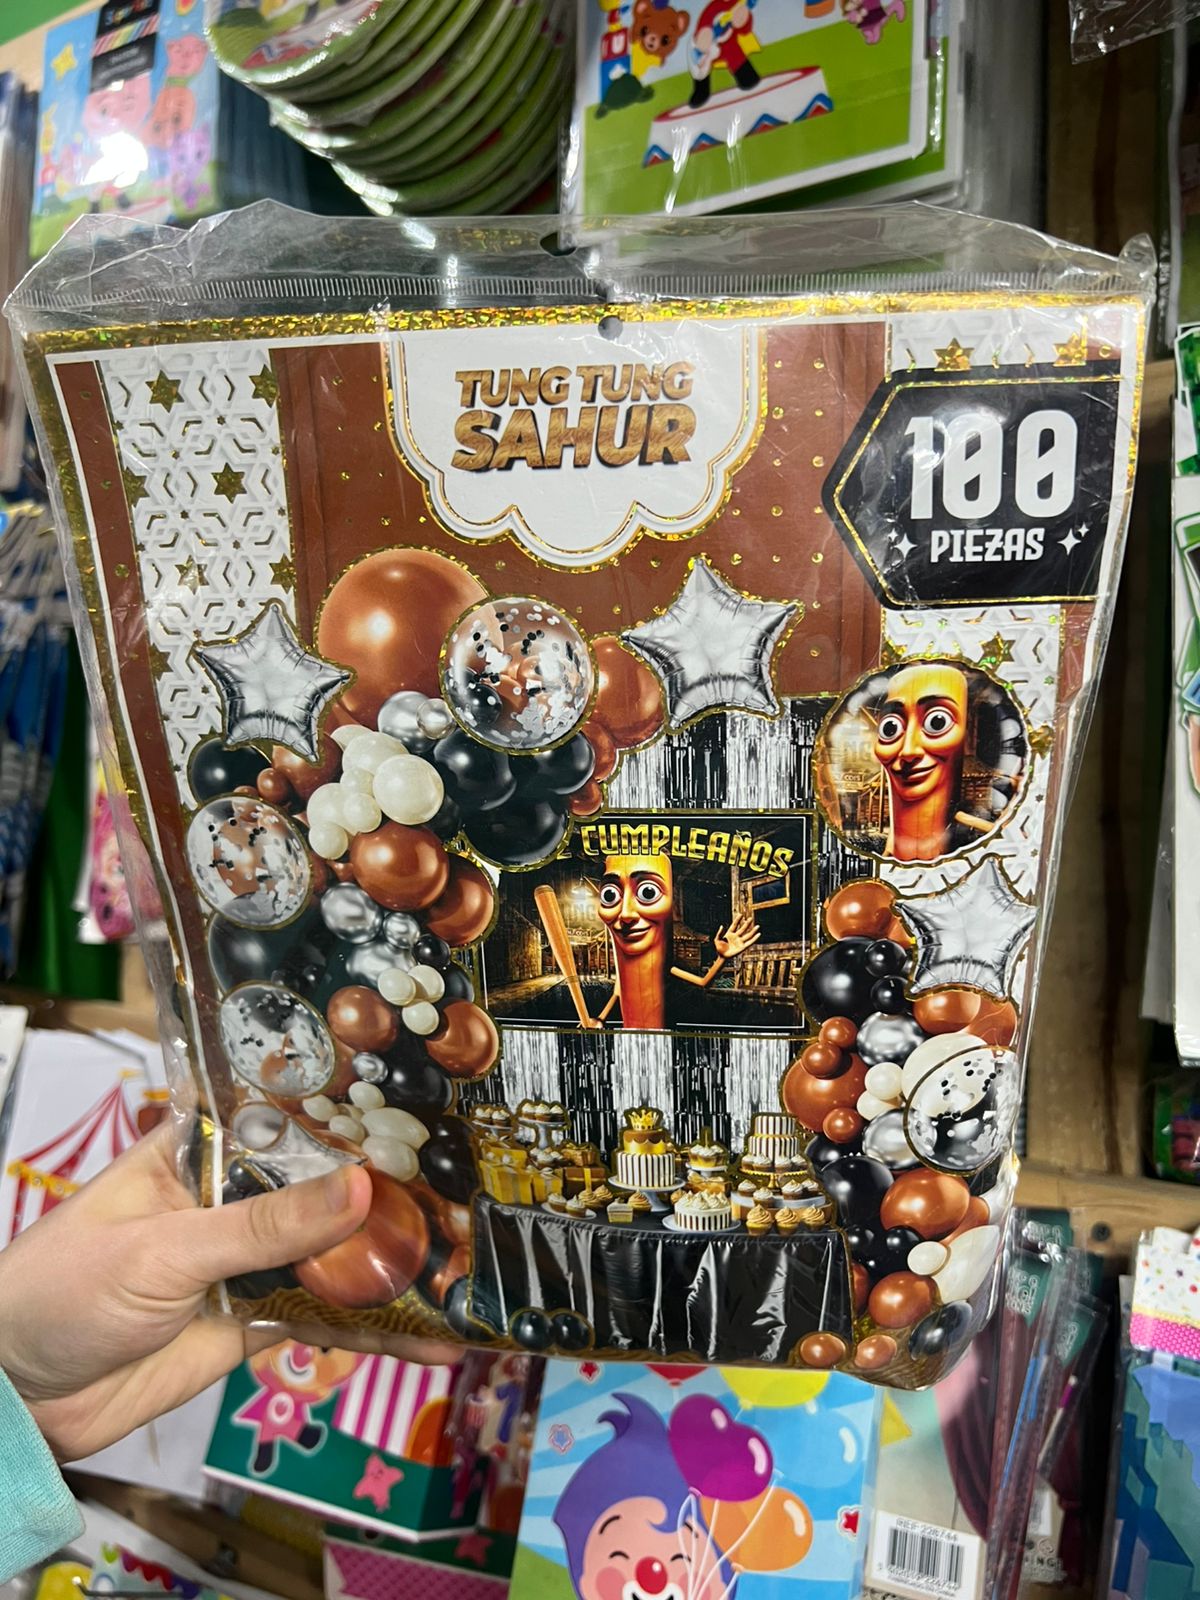 TUNG TUNG
SAHUR
100
PIEZAS
CUMPLEAÑOS